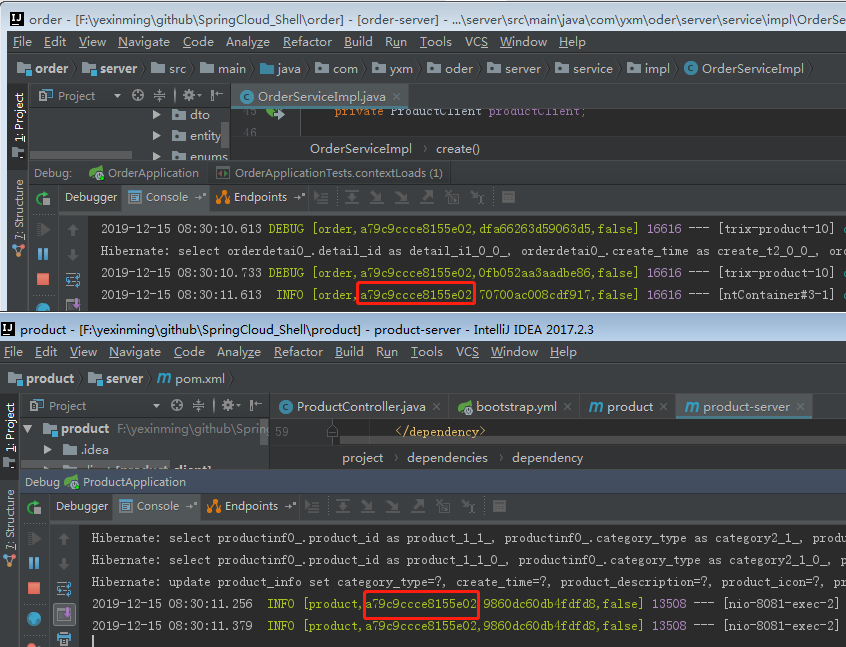 order - [F:\yexinming\github\SpringCloud_Shell\order] - [order-server] - ...\server\src\main\java\com\yxm\oder\server\service\impl\OrderSe
File Edit View Navigate Code Analyze Refactor Build Run Tools VCS Window Help
order server src main java com yxm oder server service impl OrderServiceImpl
1: Project
7: Structure
Project
dto
entity
enums
OrderServiceImpl.java
45 private ProductClient productClient;
46
OrderServiceImpl › create()
Debug: OrderApplication OrderApplicationTests.contextLoads (1)
Debugger Console Endpoints
2019-12-15 08:30:10.613 DEBUG [order,a79c9ccce8155e02,dfa66263d59063d5,false] 16616 --- [trix-product-10]
Hibernate: select orderdetai0_.detail_id as detail_i1_0_0_, orderdetai0_.create_time as create_t2_0_0_, or
2019-12-15 08:30:10.733 DEBUG [order,a79c9ccce8155e02,0fb052aa3aadbe86,false] 16616 --- [trix-product-10]
2019-12-15 08:30:11.613 INFO [order,a79c9ccce8155e02,70700ac008cdf917,false] 16616 --- [ntContainer#3-1]
product - [F:\yexinming\github\SpringCloud_Shell\product] - product-server - IntelliJ IDEA 2017.2.3
File Edit View Navigate Code Analyze Refactor Build Run Tools VCS Window Help
product server pom.xml
1: Project
7: Structure
Project
product F:\yexinming\github\Spring
.idea
ProductController.java bootstrap.yml product product-server
59 </dependency>
project › dependencies › dependency
Debug ProductApplication
Debugger Console Endpoints
Hibernate: select productinf0_.product_id as product_1_1_, productinf0_.category_type as category2_1_, produ
Hibernate: select productinf0_.product_id as product_1_1_0_, productinf0_.category_type as category2_1_0_, p
Hibernate: update product_info set category_type=?, create_time=?, product_description=?, product_icon=?, pr
2019-12-15 08:30:11.256 INFO [product,a79c9ccce8155e02,9860dc60db4fdfd8,false] 13508 --- [nio-8081-exec-2]
2019-12-15 08:30:11.379 INFO [product,a79c9ccce8155e02,9860dc60db4fdfd8,false] 13508 --- [nio-8081-exec-2]